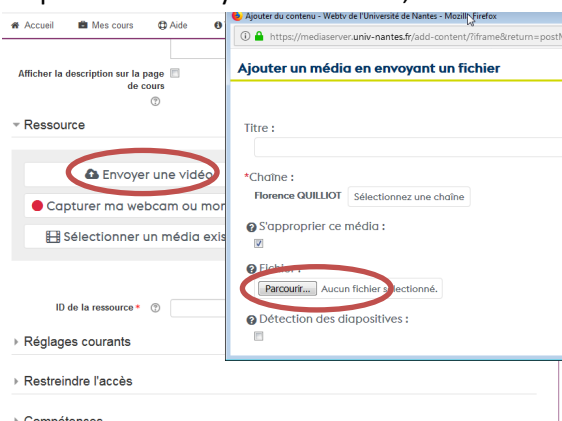 Ajouter du contenu - Webtv de l'Université de Nantes - Mozilla Firefox
Accueil Mes cours Aide
https://mediaserver.univ-nantes.fr/add-content/?iframe&return=postM
Afficher la description sur la page
de cours
Ressource
Envoyer une vidéo
Capturer ma webcam ou mon
Sélectionner un média exis
ID de la ressource *
Réglages courants
Restreindre l'accès
Compétences
Ajouter un média en envoyant un fichier
Titre :
*Chaîne :
Florence QUILLIOT Sélectionnez une chaîne
S'approprier ce média :
Fichier :
Parcourir... Aucun fichier sélectionné.
Détection des diapositives :